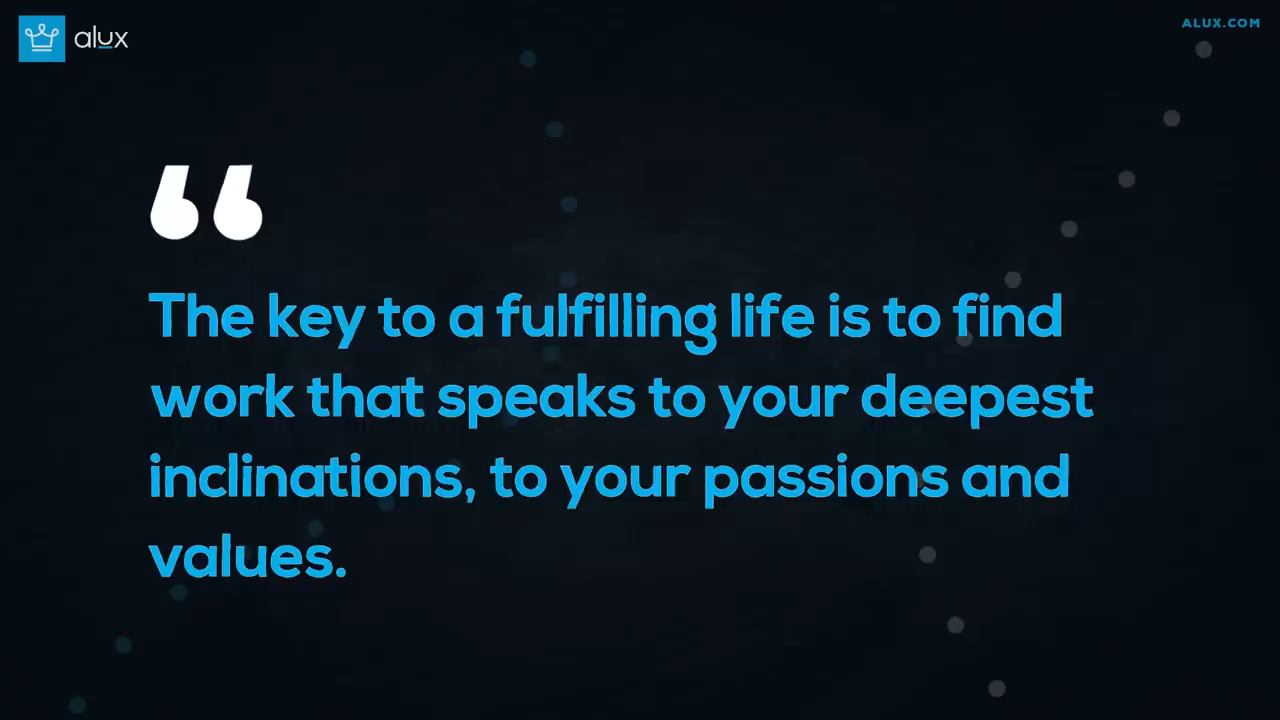 alux
ALUX.COM
“
The key to a fulfilling life is to find
work that speaks to your deepest
inclinations, to your passions and
values.